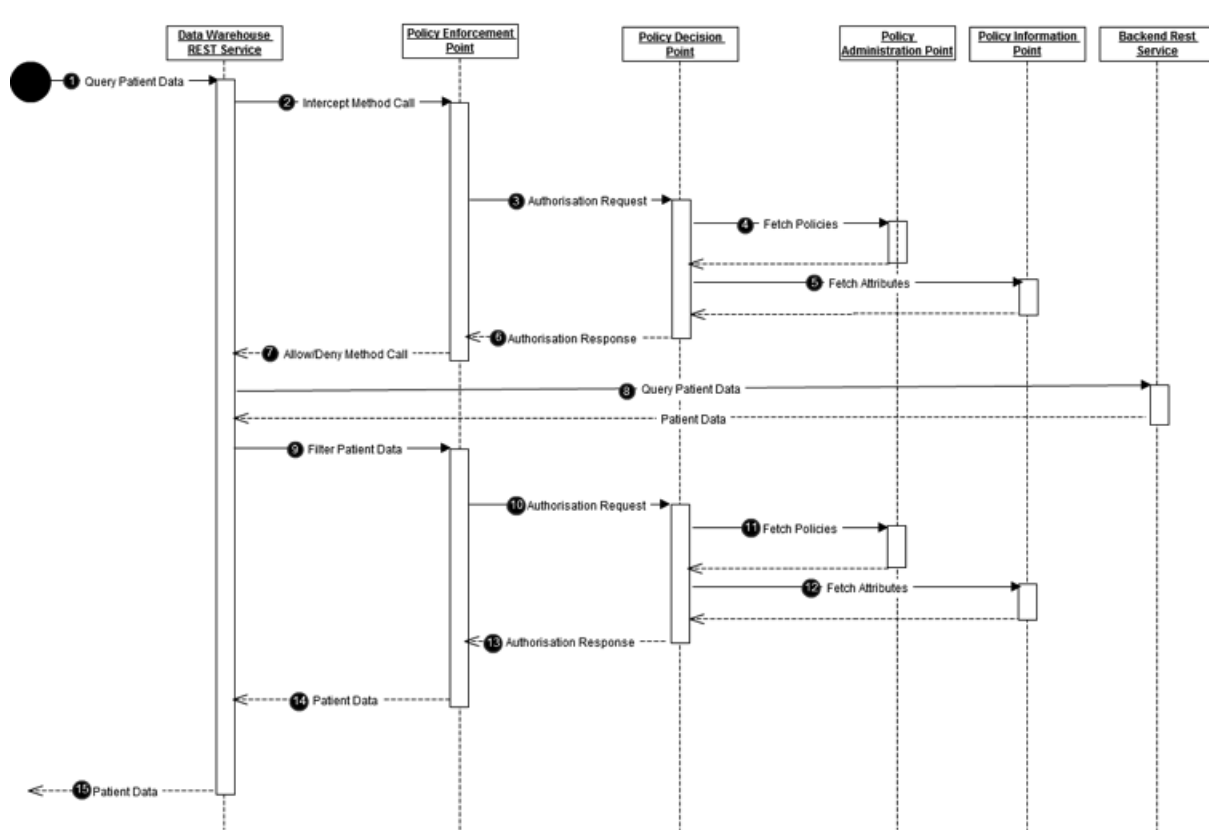 Data Warehouse
REST Service
Policy Enforcement
Point
Policy Decision
Point
Policy
Administration Point
Policy Information
Point
Backend Rest
Service
1 Query Patient Data
2 Intercept Method Call
3 Authorisation Request
4 Fetch Policies
5 Fetch Attributes
6 Authorisation Response
7 Allow/Deny Method Call
8 Query Patient Data
Patient Data
9 Filter Patient Data
10 Authorisation Request
11 Fetch Policies
12 Fetch Attributes
13 Authorisation Response
14 Patient Data
15 Patient Data